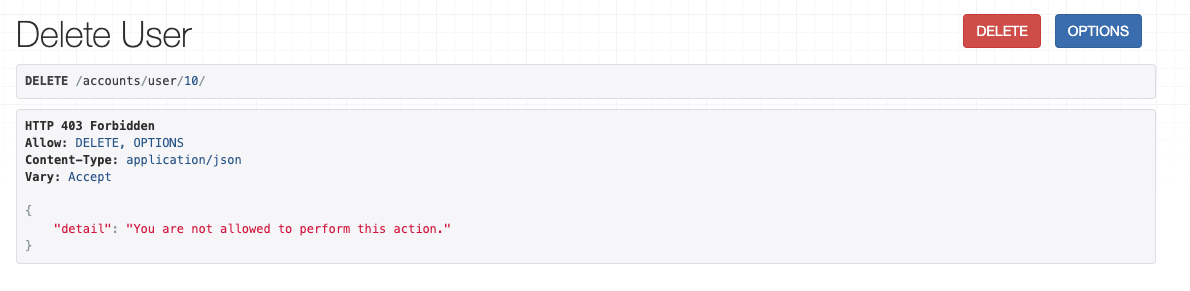 Delete User
DELETE
OPTIONS
DELETE /accounts/user/10/
HTTP 403 Forbidden
Allow: DELETE, OPTIONS
Content-Type: application/json
Vary: Accept
{
    "detail": "You are not allowed to perform this action."
}